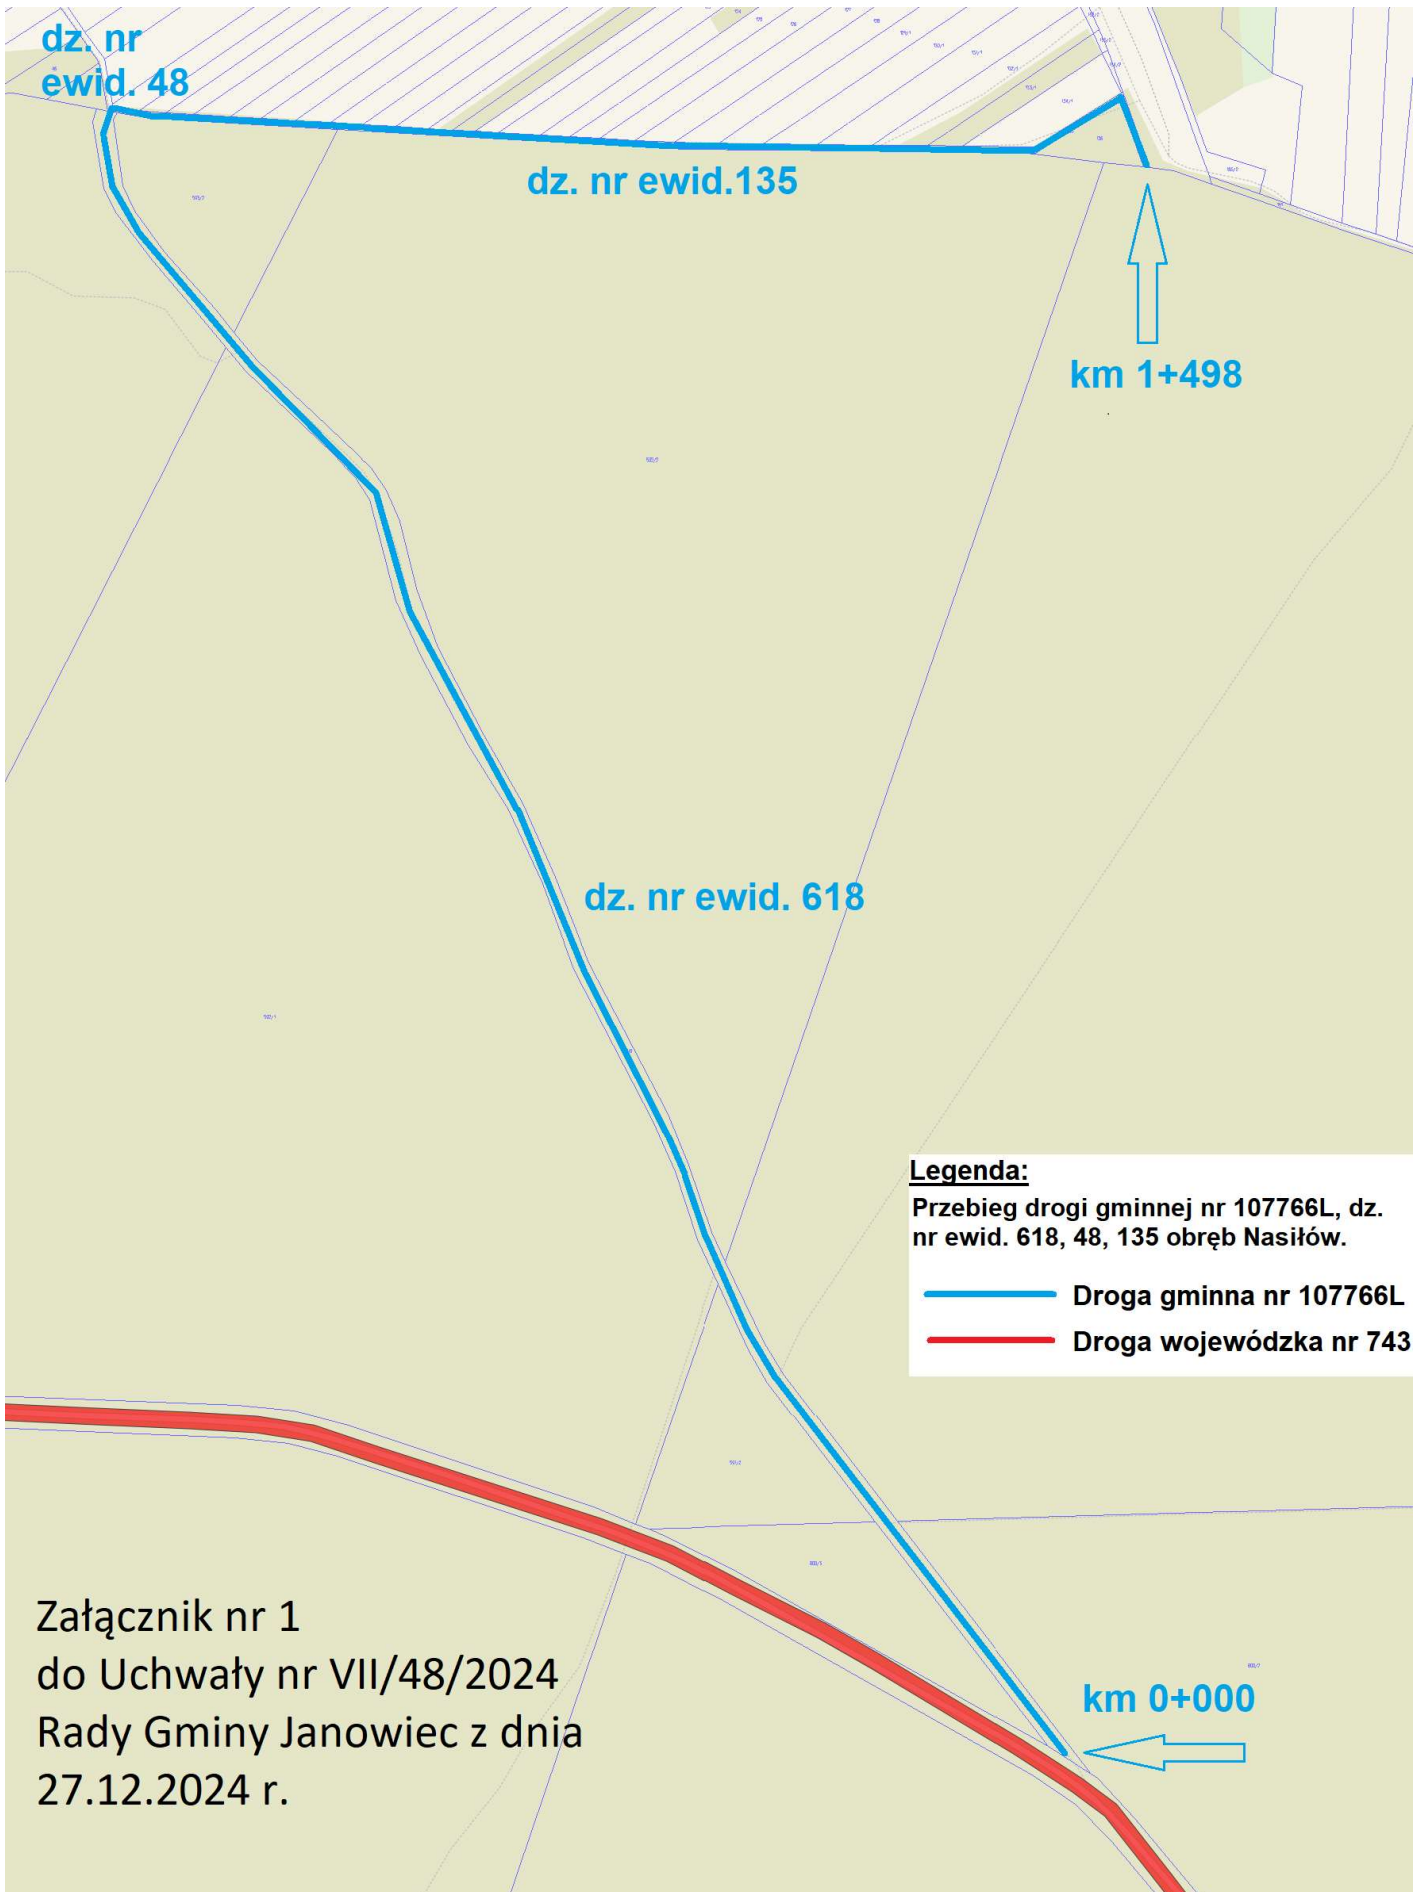 dz. nr
ewid. 48
dz. nr ewid.135
km 1+498
dz. nr ewid. 618
Legenda:
Przebieg drogi gminnej nr 107766L, dz.
nr ewid. 618, 48, 135 obręb Nasiłów.
Droga gminna nr 107766L
Droga wojewódzka nr 743
Załącznik nr 1
do Uchwały nr VII/48/2024
Rady Gminy Janowiec z dnia
27.12.2024 r.
km 0+000